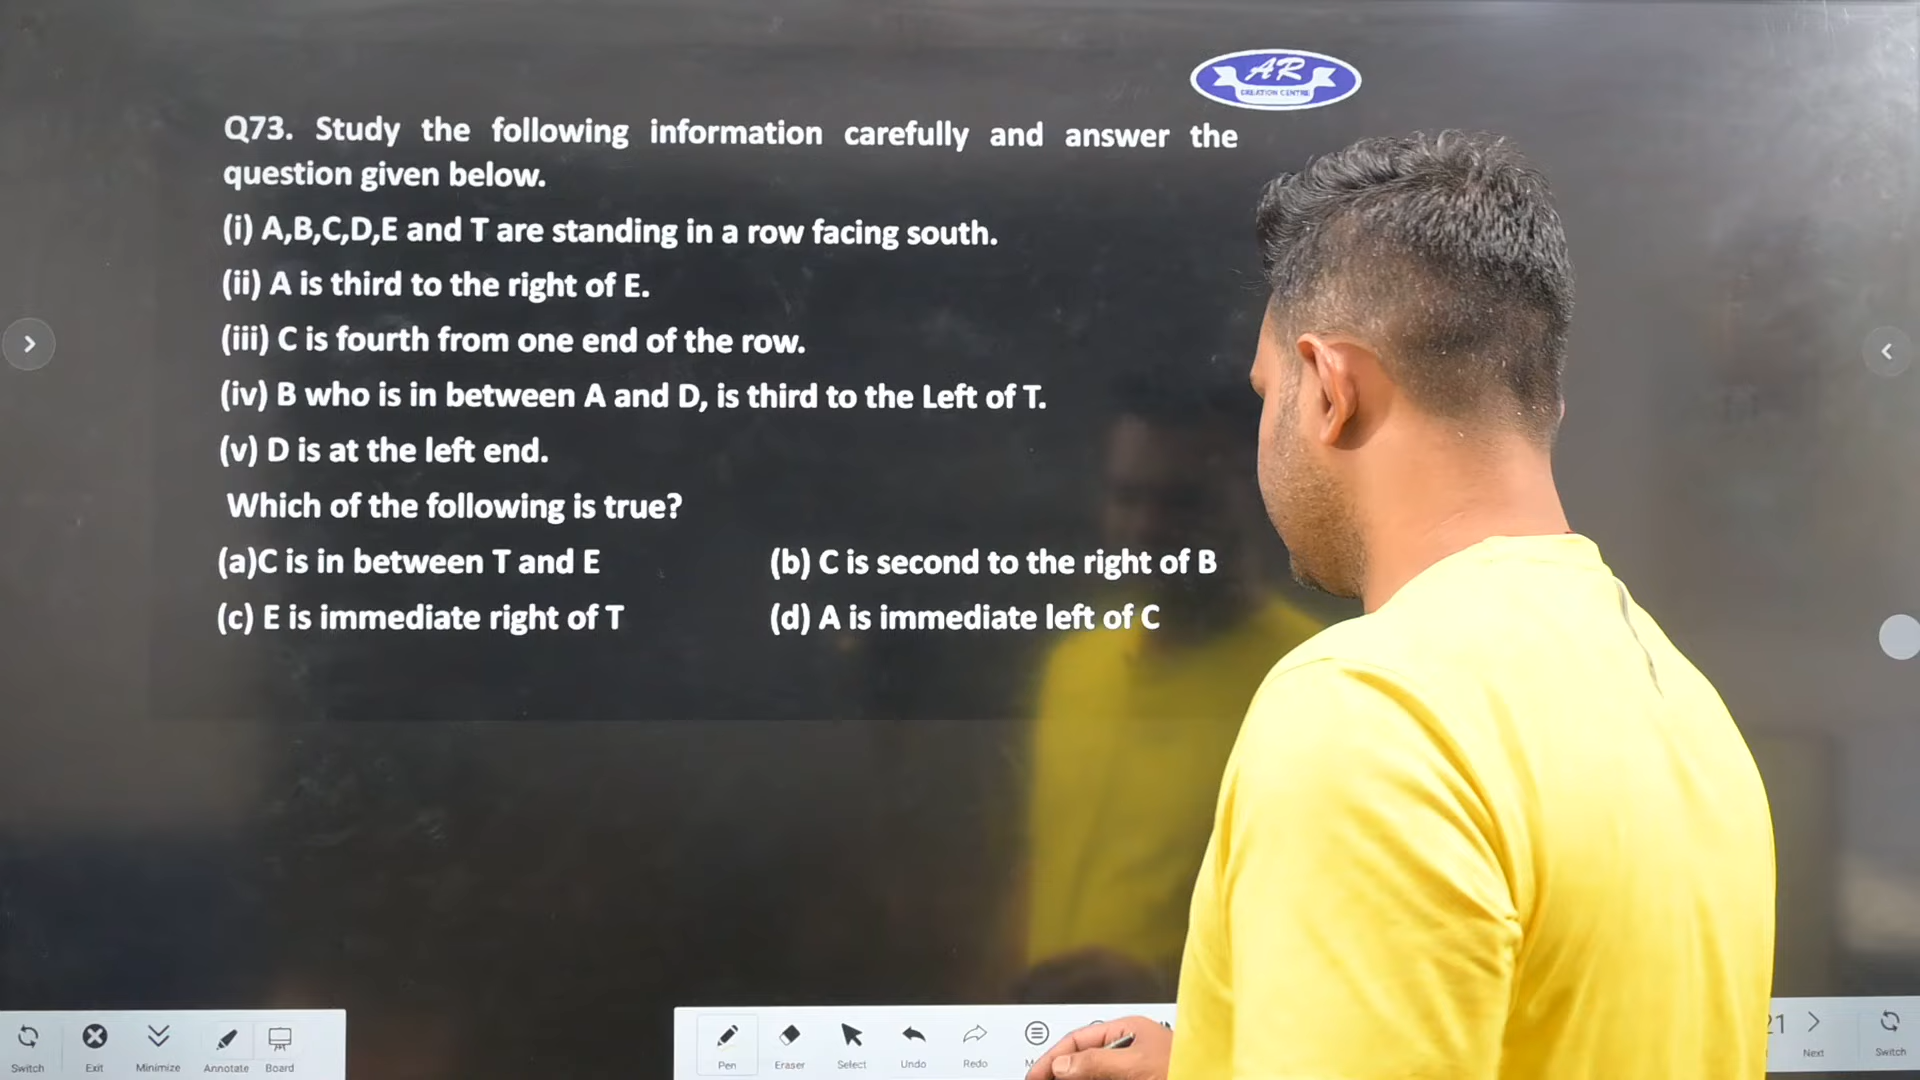 AR
CREATION CENTRE
Q73. Study the following information carefully and answer the
question given below.
(i) A,B,C,D,E and T are standing in a row facing south.
(ii) A is third to the right of E.
(iii) C is fourth from one end of the row.
(iv) B who is in between A and D, is third to the Left of T.
(v) D is at the left end.
Which of the following is true?
(a)C is in between T and E (b) C is second to the right of B
(c) E is immediate right of T (d) A is immediate left of C
Switch Exit Minimize Annotate Board Pen Eraser Select Undo Redo 21 Next Switch